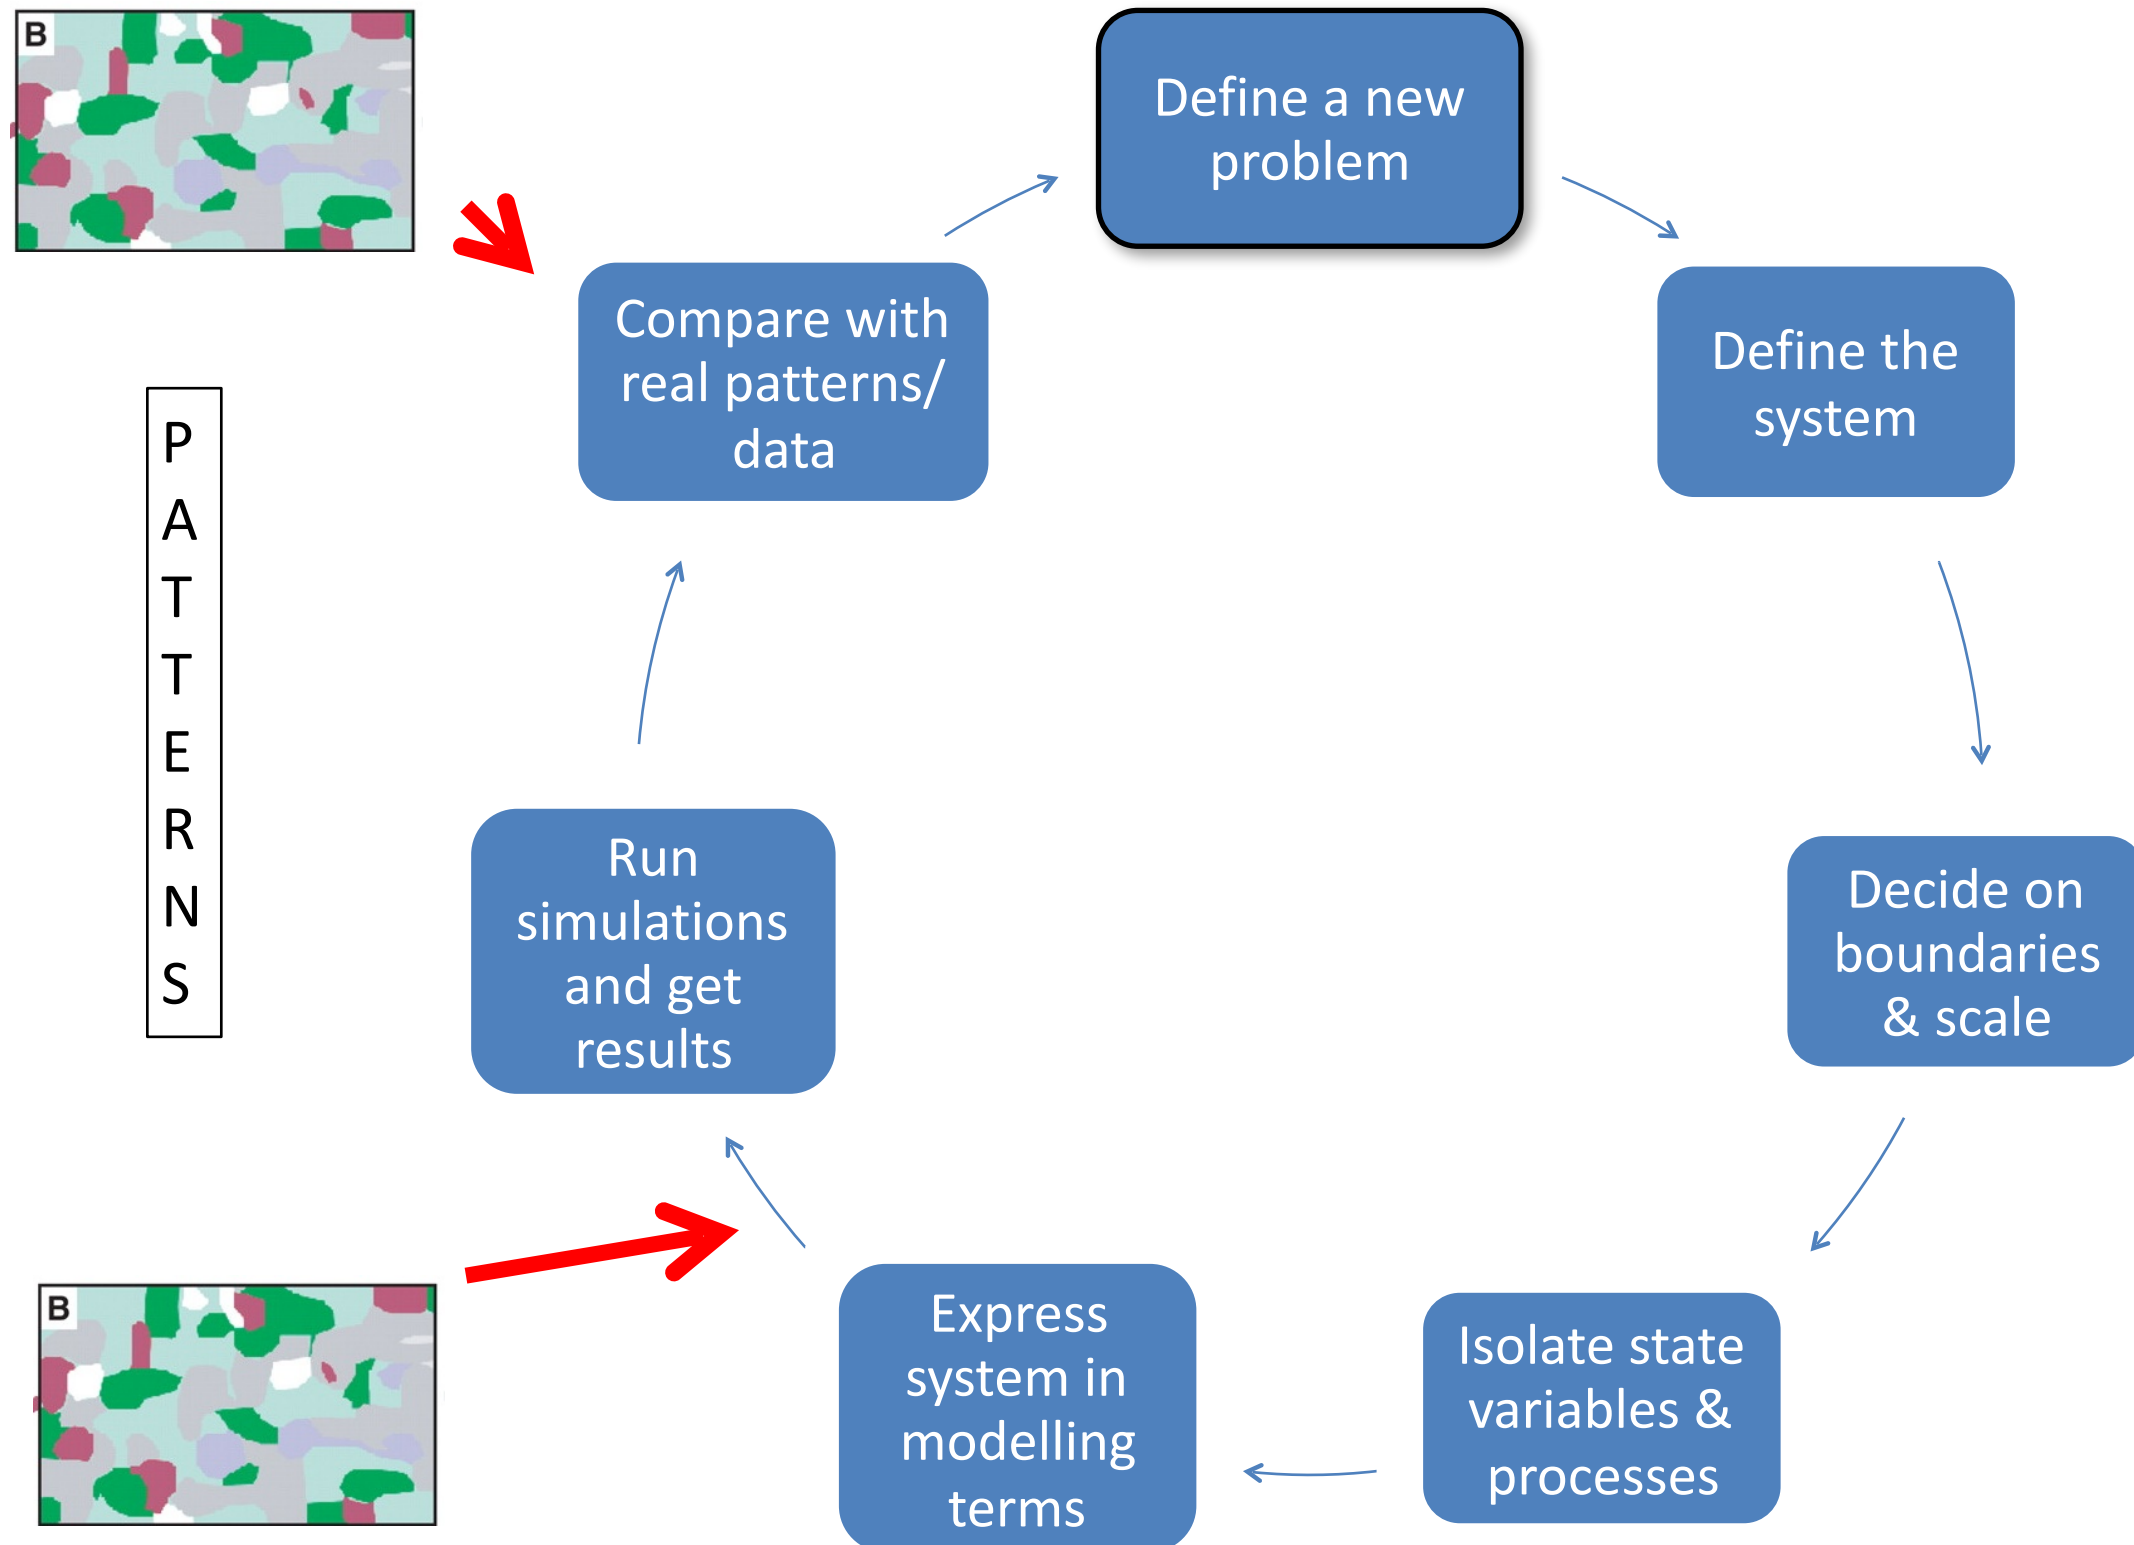 B
Define a new
problem
Define the
system
Decide on
boundaries
& scale
Isolate state
variables &
processes
Express
system in
modelling
terms
Run
simulations
and get
results
Compare with
real patterns/
data
P
A
T
T
E
R
N
S
B